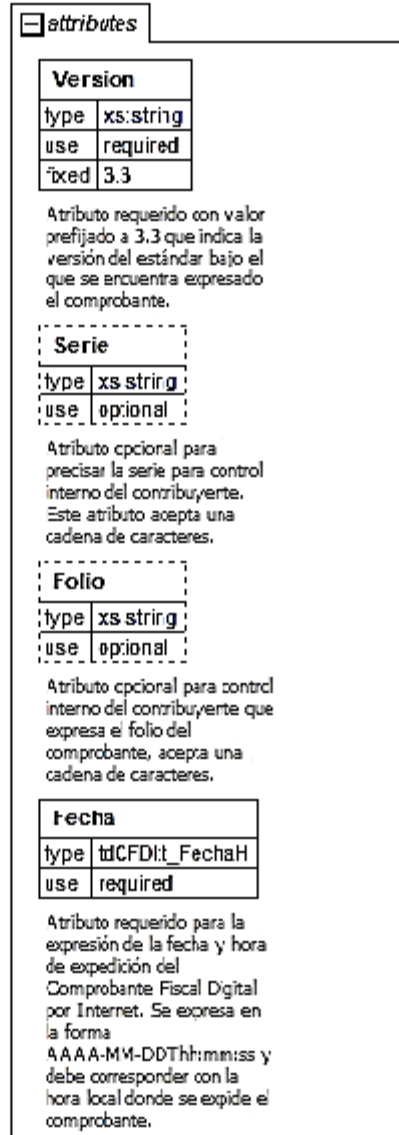 attributes
Version
type xs:string
use required
fixed 3.3
Atributo requerido con valor
prefijado a 3.3 que indica la
versión del estándar bajo el
que se encuentra expresado
el comprobante.
Serie
type xs:string
use optional
Atributo opcional para
precisar la serie para control
interno del contribuyente.
Este atributo acepta una
cadena de caracteres.
Folio
type xs:string
use optional
Atributo opcional para control
interno del contribuyente que
expresa el folio del
comprobante, acepta una
cadena de caracteres.
Fecha
type tdCFDI:t_FechaH
use required
Atributo requerido para la
expresión de la fecha y hora
de expedición del
Comprobante Fiscal Digital
por Internet. Se expresa en
la forma
AAAA-MM-DDThh:mm:ss y
debe corresponder con la
hora local donde se expide el
comprobante.